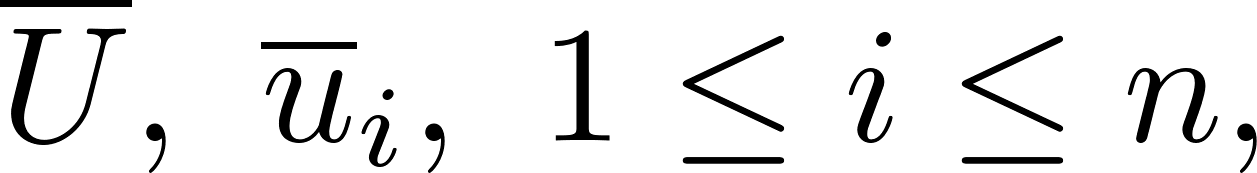 $\overline{U}, \overline{u}_i, 1 \leq i \leq n,$